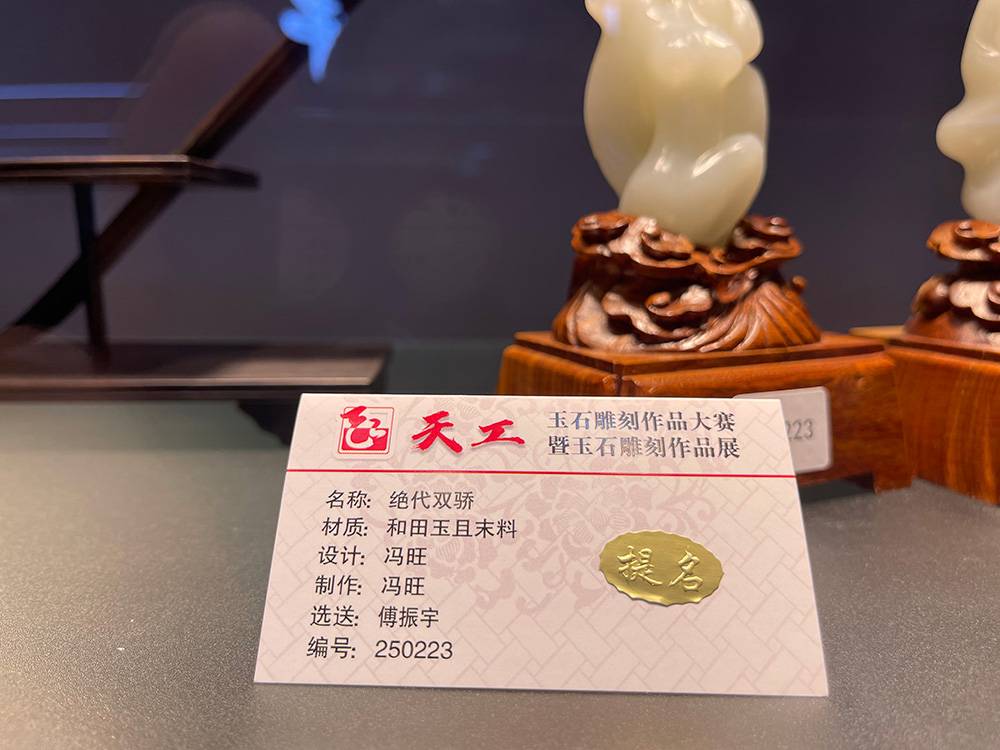 天工
玉石雕刻作品大赛
暨玉石雕刻作品展
名称：绝代双骄
材质：和田玉且末料
设计：冯旺
制作：冯旺
选送：傅振宇
编号：250223
提名
223